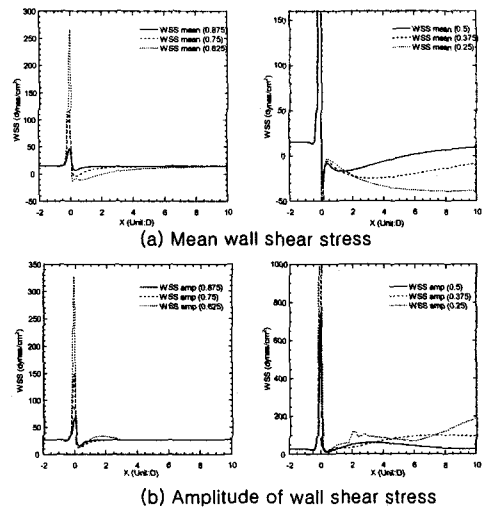 300
250
200
150
100
50
0
-50
WSS (dynes/cm²)
WSS mean (0.875)
WSS mean (0.75)
WSS mean (0.625)
-2 0 2 4 6 8 10
X (Unit:D)
150
100
50
0
-50
WSS (dynes/cm²)
WSS mean (0.5)
WSS mean (0.375)
WSS mean (0.25)
-2 0 2 4 6 8 10
X (Unit:D)
(a) Mean wall shear stress
350
300
250
200
150
100
50
0
WSS (dynes/cm²)
WSS amp (0.875)
WSS amp (0.75)
WSS amp (0.625)
-2 0 2 4 6 8 10
X (Unit:D)
1000
800
600
400
200
0
WSS (dynes/cm²)
WSS amp (0.5)
WSS amp (0.375)
WSS amp (0.25)
-2 0 2 4 6 8 10
X (Unit:D)
(b) Amplitude of wall shear stress